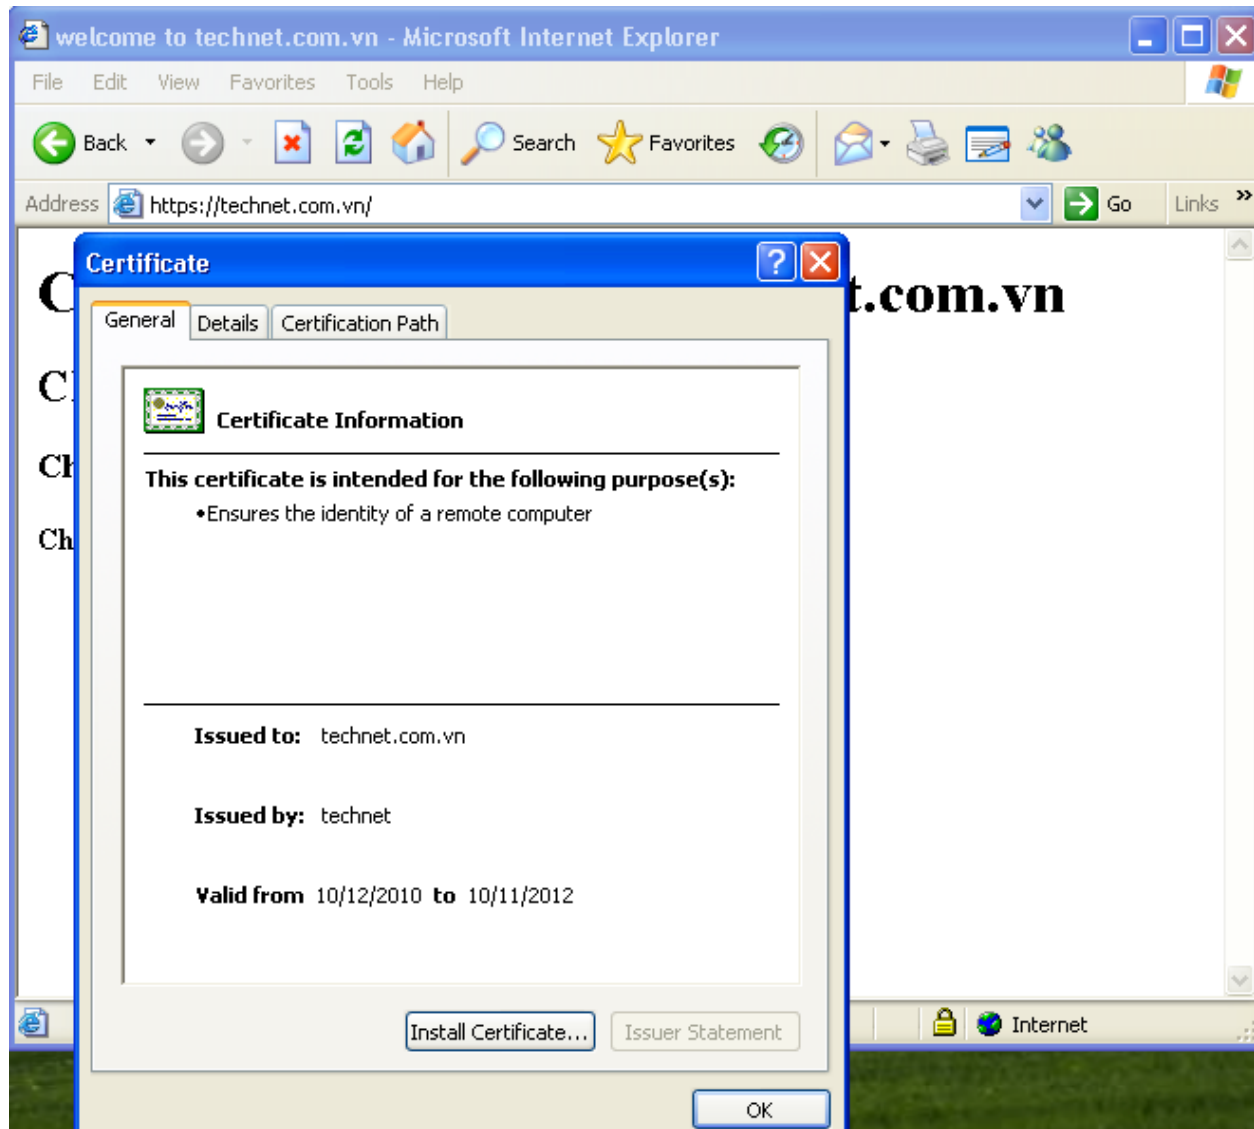 welcome to technet.com.vn - Microsoft Internet Explorer
File Edit View Favorites Tools Help
Back Search Favorites
Address https://technet.com.vn/ Go Links »
Certificate
t.com.vn
General Details Certification Path
Certificate Information
This certificate is intended for the following purpose(s):
•Ensures the identity of a remote computer
Ch
Issued to: technet.com.vn
Issued by: technet
Valid from 10/12/2010 to 10/11/2012
Install Certificate... Issuer Statement
Internet
OK